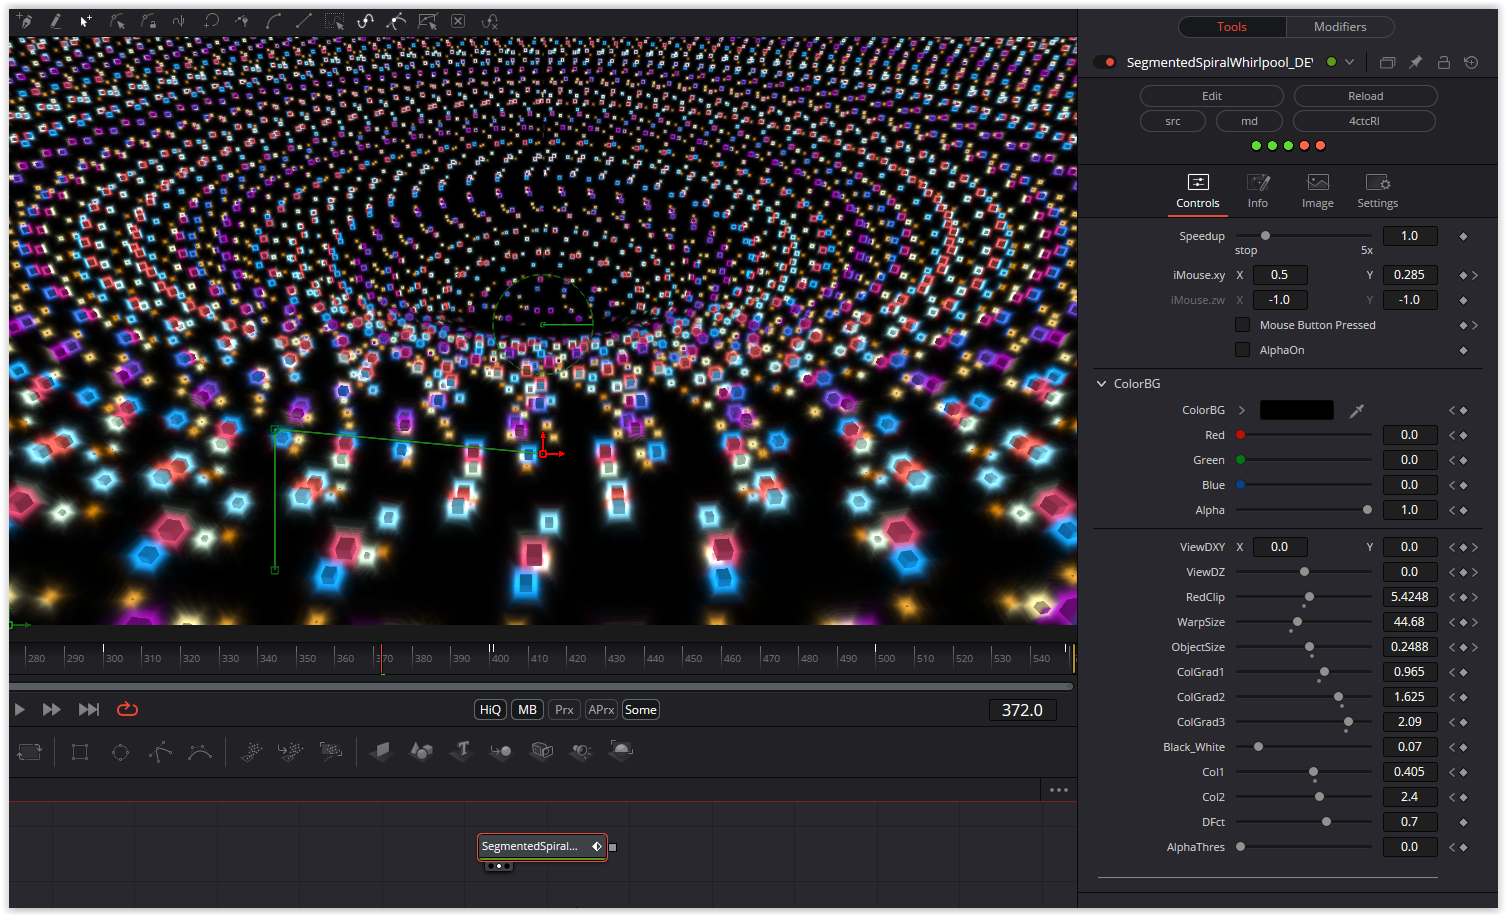 Tools Modifiers
SegmentedSpiralWhirlpool_DEV
Edit Reload
src md 4ctcRl
Controls Info Image Settings
Speedup 1.0
stop 5x
iMouse.xy X 0.5 Y 0.285
iMouse.zw X -1.0 Y -1.0
Mouse Button Pressed
AlphaOn
ColorBG
ColorBG
Red 0.0
Green 0.0
Blue 0.0
Alpha 1.0
ViewDXY X 0.0 Y 0.0
ViewDZ 0.0
RedClip 5.4248
WarpSize 44.68
ObjectSize 0.2488
ColGrad1 0.965
ColGrad2 1.625
ColGrad3 2.09
Black_White 0.07
Col1 0.405
Col2 2.4
DFct 0.7
AlphaThres 0.0
280 290 300 310 320 330 340 350 360 370 380 390 400 410 420 430 440 450 460 470 480 490 500 510 520 530 540
HiQ MB Prx APrx Some 372.0
SegmentedSpiral...